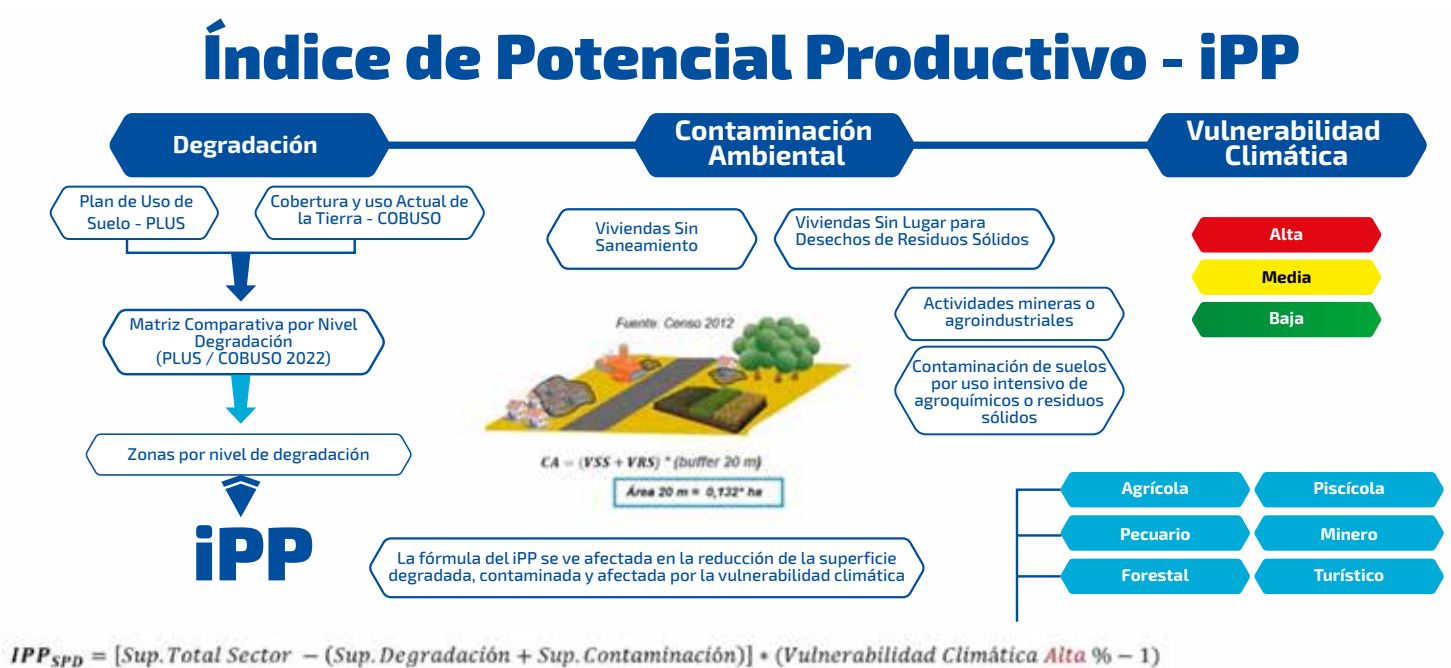 Índice de Potencial Productivo - iPP
Degradación
Contaminación
Ambiental
Vulnerabilidad
Climática
Plan de Uso de
Suelo - PLUS
Cobertura y uso Actual de
la Tierra - COBUSO
Matriz Comparativa por Nivel
Degradación
(PLUS / COBUSO 2022)
Zonas por nivel de degradación
iPP
Viviendas Sin
Saneamiento
Viviendas Sin Lugar para
Desechos de Residuos Sólidos
Fuente: Censo 2012
Actividades mineras o
agroindustriales
Contaminación de suelos
por uso intensivo de
agroquímicos o residuos
sólidos
CA = (VSS + VRS) * (buffer 20 m)
Área 20 m = 0,132* ha
La fórmula del iPP se ve afectada en la reducción de la superficie
degradada, contaminada y afectada por la vulnerabilidad climática
Alta
Media
Baja
Agrícola
Piscícola
Pecuario
Minero
Forestal
Turístico
IPP_SPD = [Sup.Total Sector − (Sup.Degradación + Sup.Contaminación)] * (Vulnerabilidad Climática Alta % − 1)